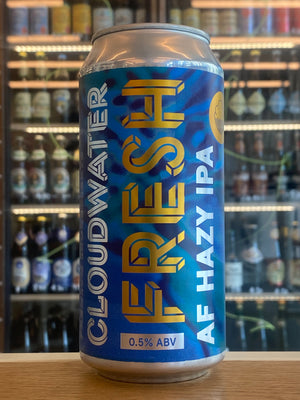 CLOUDWATER
FRESH
AF HAZY IPA
0.5% ABV